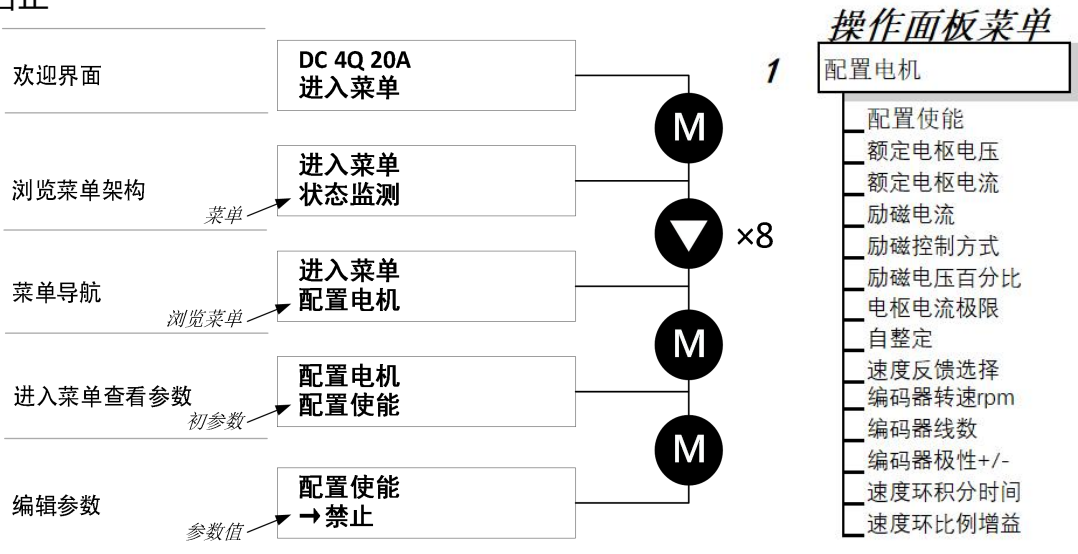 欢迎界面
DC 4Q 20A
进入菜单
M
浏览菜单架构
菜单
进入菜单
状态监测
×8
菜单导航
浏览菜单
进入菜单
配置电机
M
进入菜单查看参数
初参数
配置电机
配置使能
M
编辑参数
参数值
配置使能
→禁止
操作面板菜单
1
配置电机
配置使能
额定电枢电压
额定电枢电流
励磁电流
励磁控制方式
励磁电压百分比
电枢电流极限
自整定
速度反馈选择
编码器转速rpm
编码器线数
编码器极性+/-
速度环积分时间
速度环比例增益